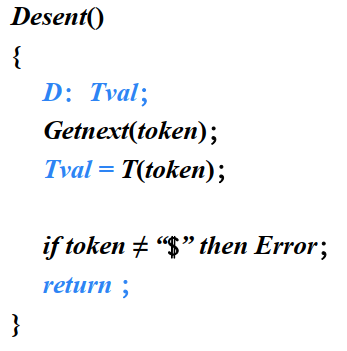 Desent()
{
D： Tval;
Getnext(token);
Tval = T(token);
if token ≠ “$” then Error;
return ;
}